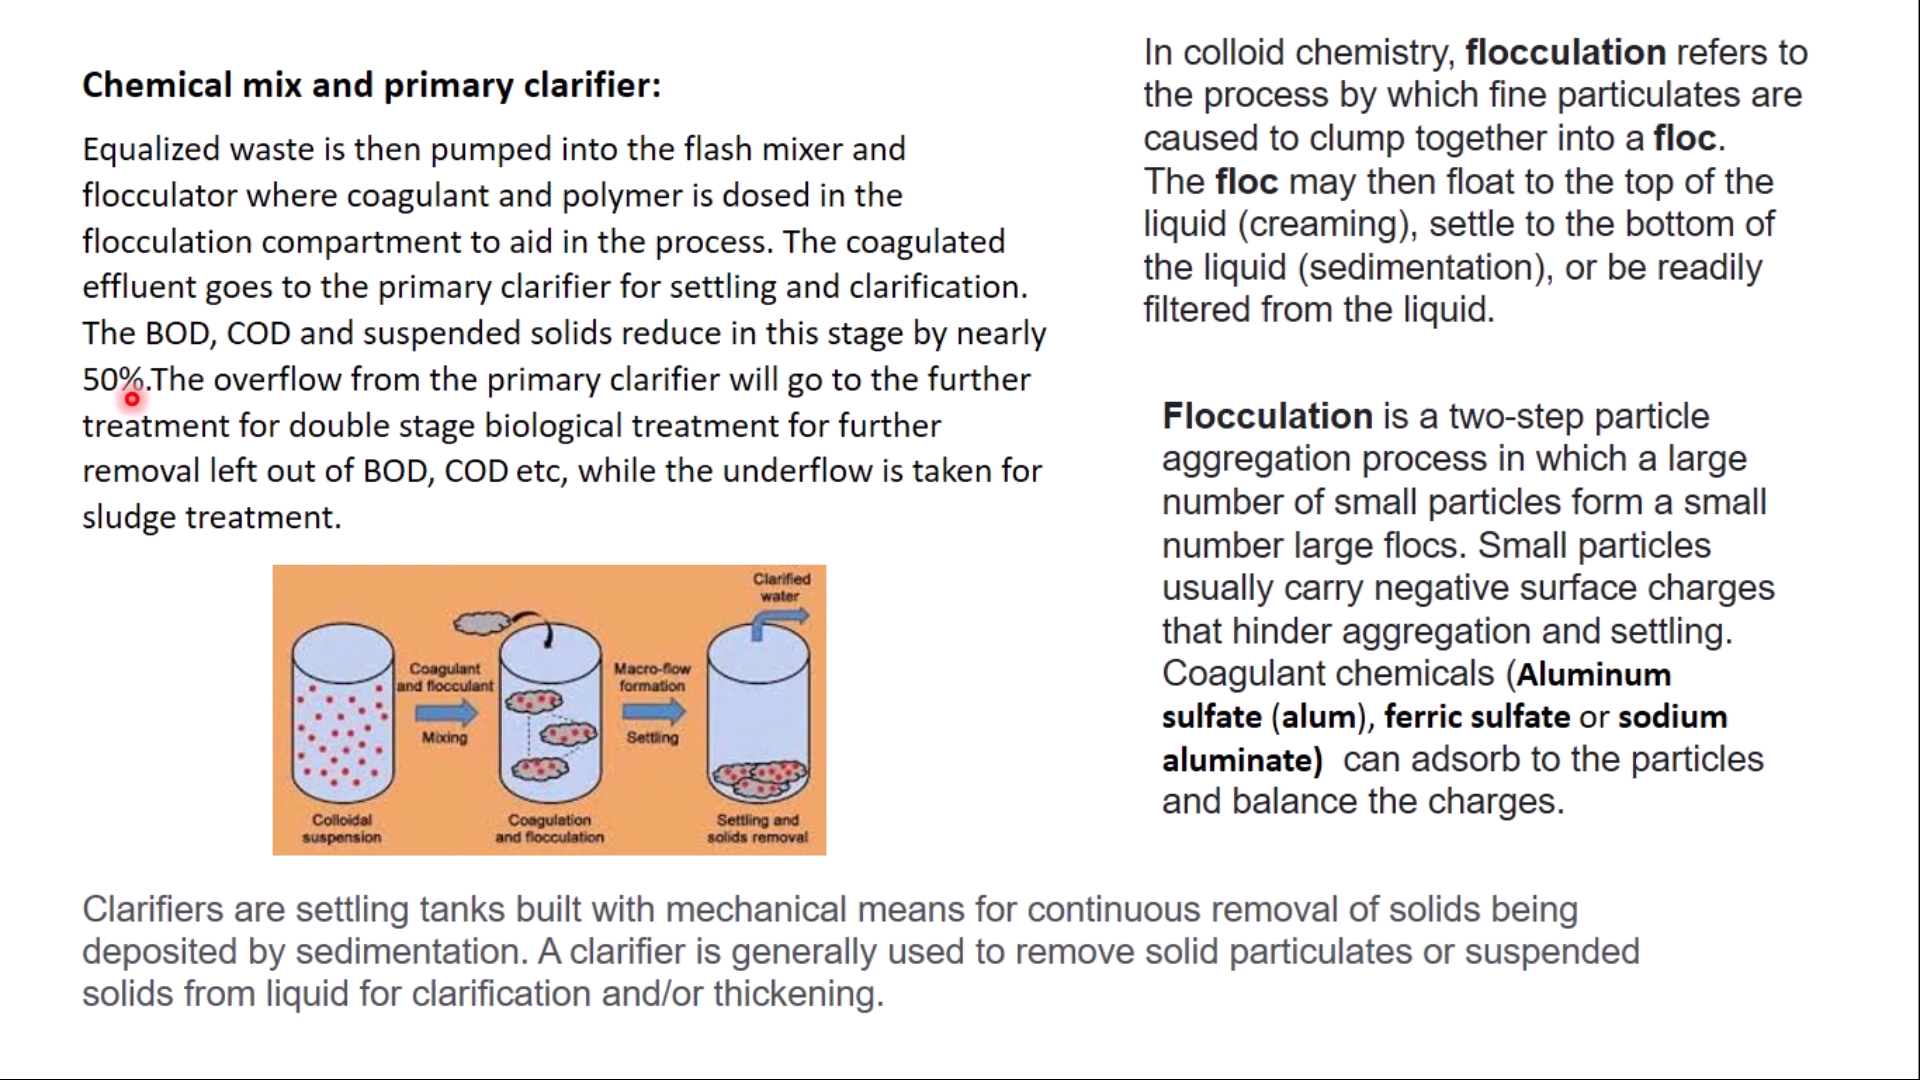 Chemical mix and primary clarifier:
Equalized waste is then pumped into the flash mixer and
flocculator where coagulant and polymer is dosed in the
flocculation compartment to aid in the process. The coagulated
effluent goes to the primary clarifier for settling and clarification.
The BOD, COD and suspended solids reduce in this stage by nearly
50%.The overflow from the primary clarifier will go to the further
treatment for double stage biological treatment for further
removal left out of BOD, COD etc, while the underflow is taken for
sludge treatment.
In colloid chemistry, flocculation refers to
the process by which fine particulates are
caused to clump together into a floc.
The floc may then float to the top of the
liquid (creaming), settle to the bottom of
the liquid (sedimentation), or be readily
filtered from the liquid.
Flocculation is a two-step particle
aggregation process in which a large
number of small particles form a small
number large flocs. Small particles
usually carry negative surface charges
that hinder aggregation and settling.
Coagulant chemicals (Aluminum
sulfate (alum), ferric sulfate or sodium
aluminate) can adsorb to the particles
and balance the charges.
Clarified
water
Coagulant
and flocculant
Mixing
Macro-flow
formation
Settling
Colloidal
suspension
Coagulation
and flocculation
Settling and
solids removal
Clarifiers are settling tanks built with mechanical means for continuous removal of solids being
deposited by sedimentation. A clarifier is generally used to remove solid particulates or suspended
solids from liquid for clarification and/or thickening.